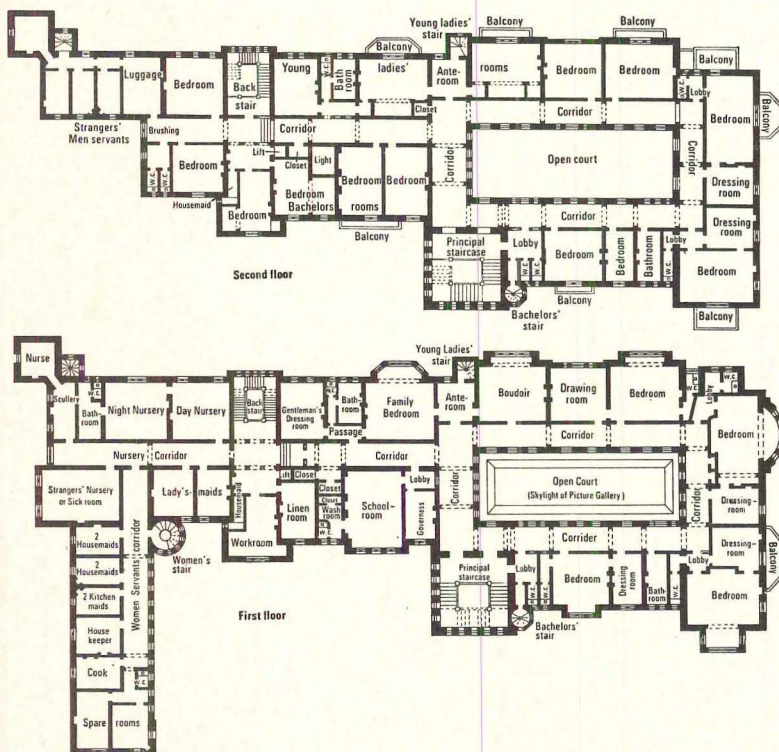 Young ladies'
stair
Balcony
Balcony
Balcony
Balcony
Balcony
Luggage
Bedroom
Back
stair
Young
W.C.
Bath
room
ladies'
Ante-
room
rooms
Bedroom
Bedroom
W.C.
Lobby
Bedroom
Closet
Corridor
Strangers'
Men servants
Brushing
Corridor
Lift
Closet
Light
Bedroom
W.C.
W.C.
Housemaid
Bedroom
Bedroom
Bachelors
Bedroom
rooms
Bedroom
Balcony
Corridor
Open court
Corridor
Dressing
room
Corridor
Dressing
room
Principal
staircase
Lobby
W.C.
W.C.
Bedroom
Bedroom
Bathroom
Lobby
W.C.
Bedroom
Balcony
Bachelors'
stair
Balcony
Second floor
Young Ladies'
stair
Nurse
Scullery
W.C.
Bath-
room
Night Nursery
Day Nursery
Back
stair
Gentleman's
Dressing
room
Bath-
room
Passage
Family
Bedroom
Ante-
room
Boudoir
Drawing
room
Bedroom
W.C.
Lobby
W.C.
Bedroom
Nursery Corridor
Corridor
Corridor
Strangers' Nursery
or Sick room
Lady's-maids
Housemaid
Workroom
Lift
Closet
Linen
room
Closet
Closet
Wash
room
W.C.
School-
room
Lobby
Governess
Corridor
Open Court
(Skylight of Picture Gallery)
Corridor
Dressing-
room
Corrider
Dressing-
room
Balcony
2
Housemaids
2
Housemaids
2 Kitchen
maids
House
keeper
Cook
W.C.
Spare rooms
Women Servants' corridor
Women's
stair
Principal
staircase
Lobby
W.C.
W.C.
Bedroom
Dressing
room
Bath-
room
W.C.
Lobby
Bedroom
Bachelors'
stair
First floor